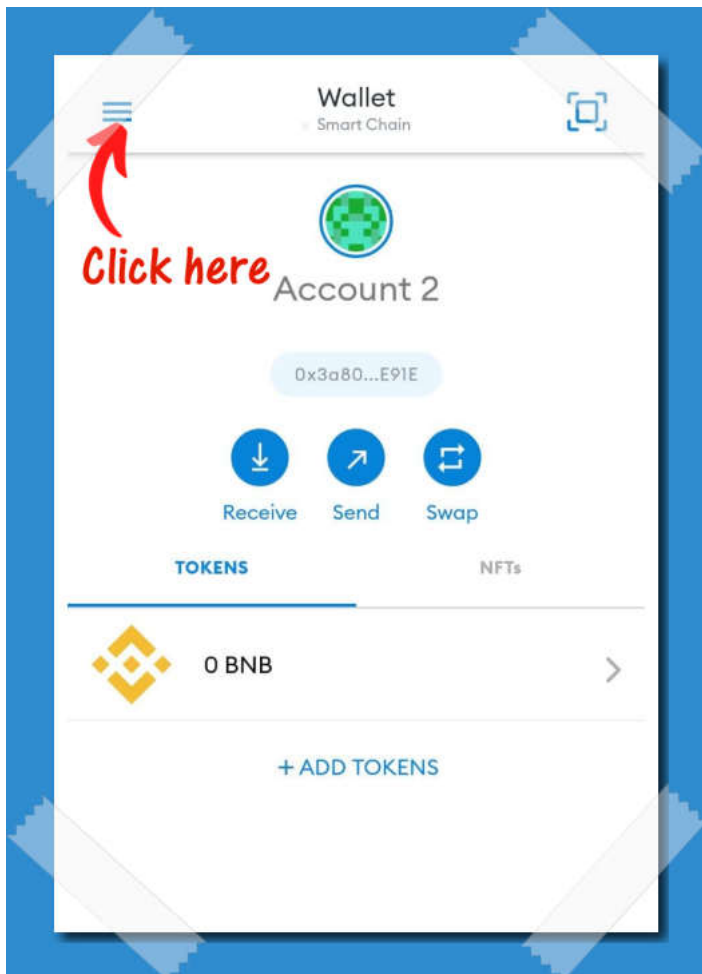 Wallet
Smart Chain
Click here
Account 2
0x3a80...E91E
Receive Send Swap
TOKENS NFTs
0 BNB
+ ADD TOKENS